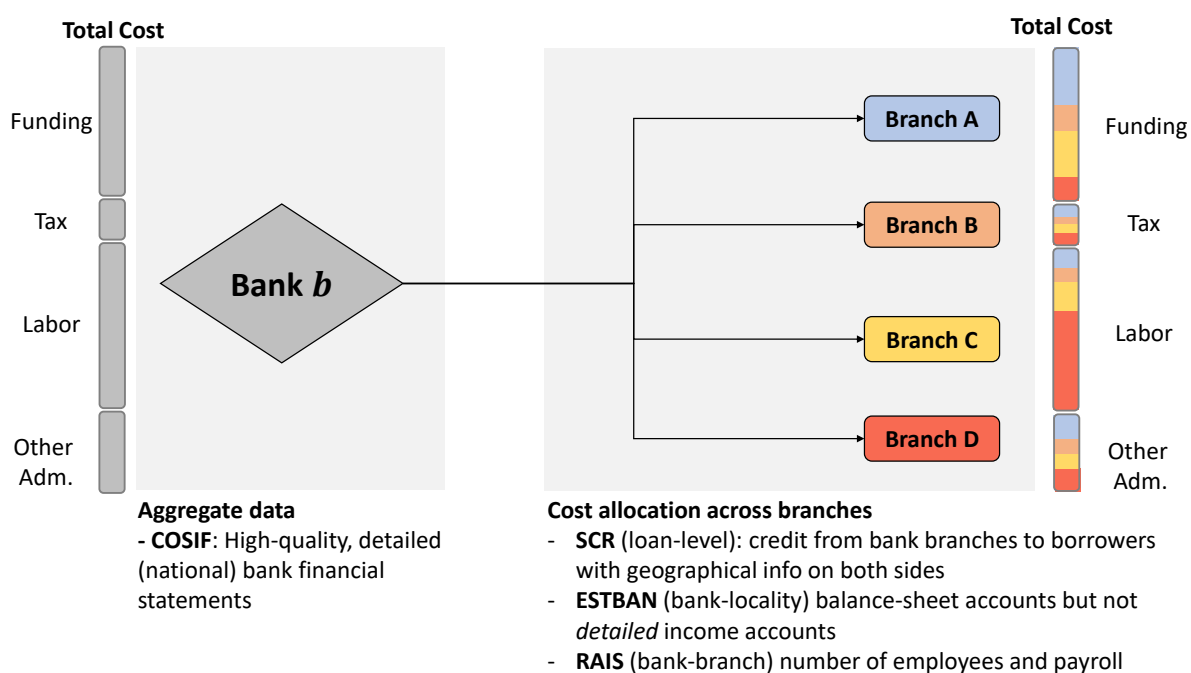 Total Cost
Funding
Tax
Labor
Other
Adm.
Bank b
Branch A
Branch B
Branch C
Branch D
Total Cost
Funding
Tax
Labor
Other
Adm.
Aggregate data
- COSIF: High-quality, detailed
(national) bank financial
statements
Cost allocation across branches
- SCR (loan-level): credit from bank branches to borrowers
with geographical info on both sides
- ESTBAN (bank-locality) balance-sheet accounts but not
detailed income accounts
- RAIS (bank-branch) number of employees and payroll